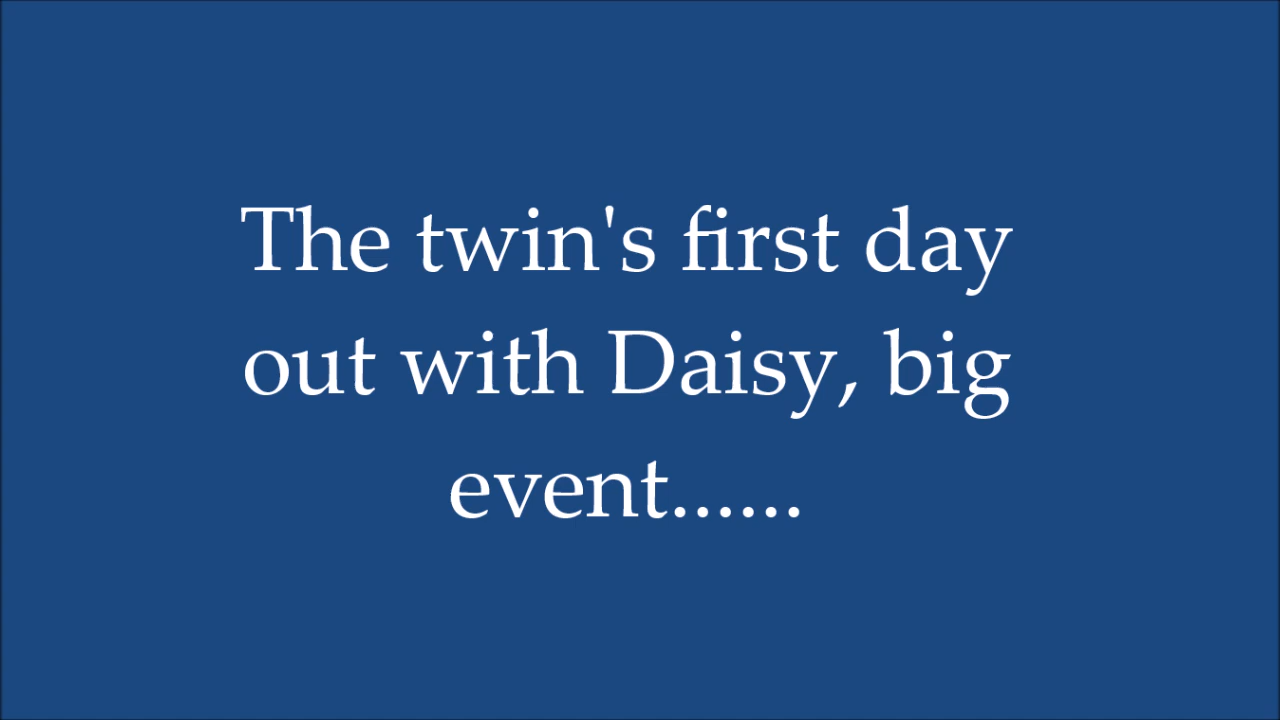 The twin's first day
out with Daisy, big
event......